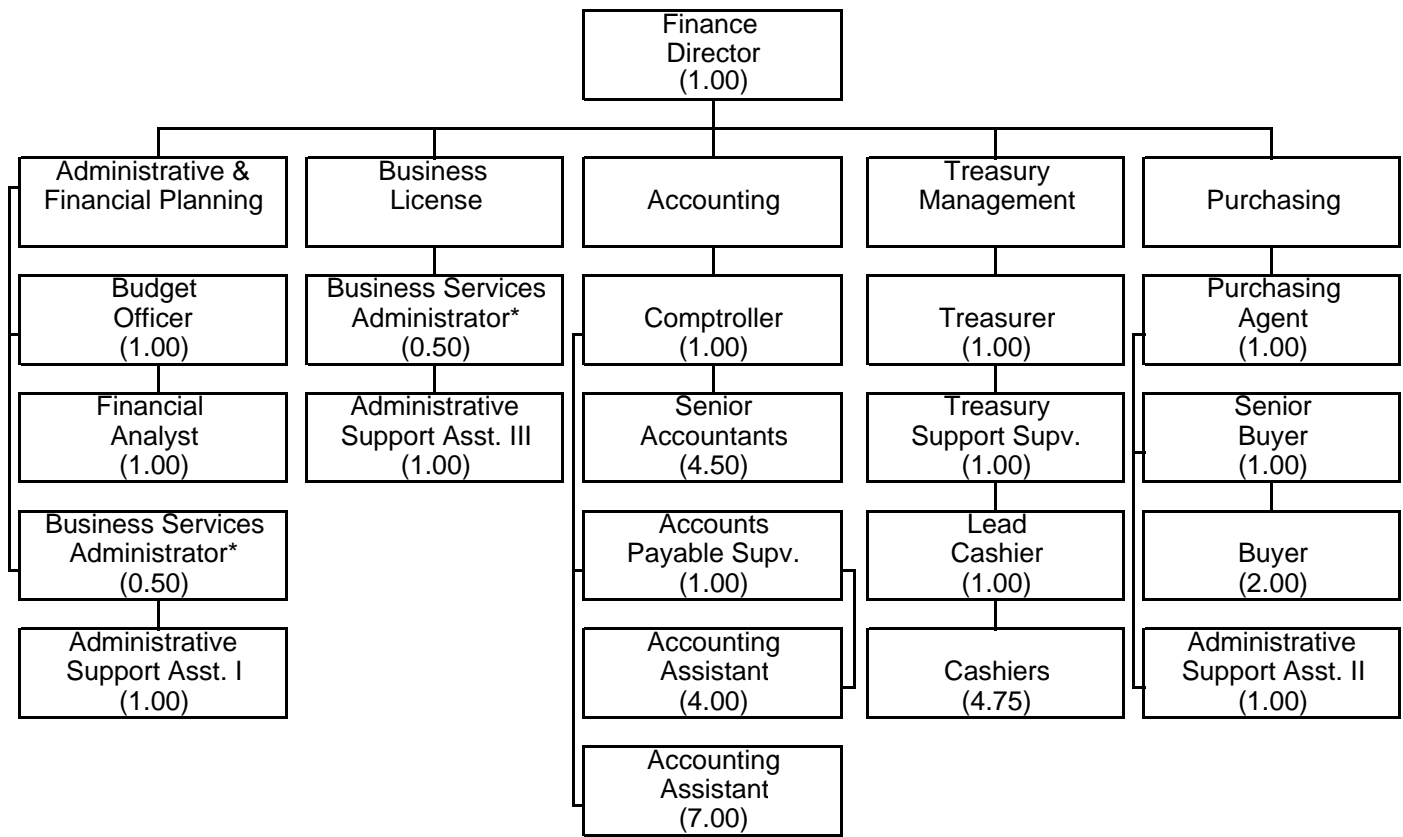 Finance
Director
(1.00)
Administrative &
Financial Planning
Business
License
Accounting
Treasury
Management
Purchasing
Budget
Officer
(1.00)
Business Services
Administrator*
(0.50)
Comptroller
(1.00)
Treasurer
(1.00)
Purchasing
Agent
(1.00)
Financial
Analyst
(1.00)
Administrative
Support Asst. III
(1.00)
Senior
Accountants
(4.50)
Treasury
Support Supv.
(1.00)
Senior
Buyer
(1.00)
Business Services
Administrator*
(0.50)
Accounts
Payable Supv.
(1.00)
Lead
Cashier
(1.00)
Buyer
(2.00)
Administrative
Support Asst. I
(1.00)
Accounting
Assistant
(4.00)
Cashiers
(4.75)
Administrative
Support Asst. II
(1.00)
Accounting
Assistant
(7.00)